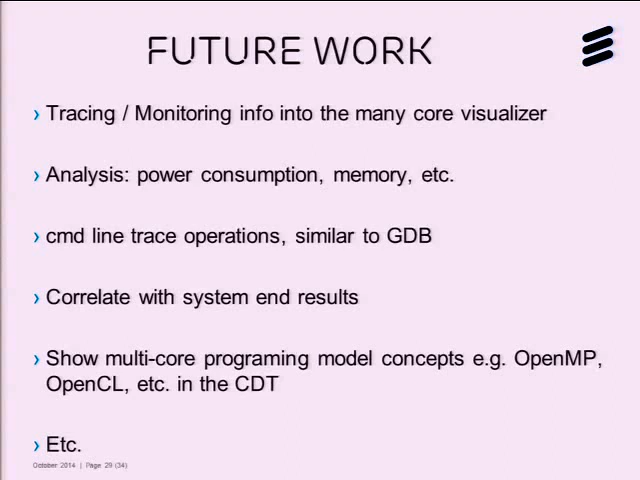 FUTURE WORK
› Tracing / Monitoring info into the many core visualizer
› Analysis: power consumption, memory, etc.
› cmd line trace operations, similar to GDB
› Correlate with system end results
› Show multi-core programing model concepts e.g. OpenMP,
OpenCL, etc. in the CDT
› Etc.
October 2014 | Page 29 (34)